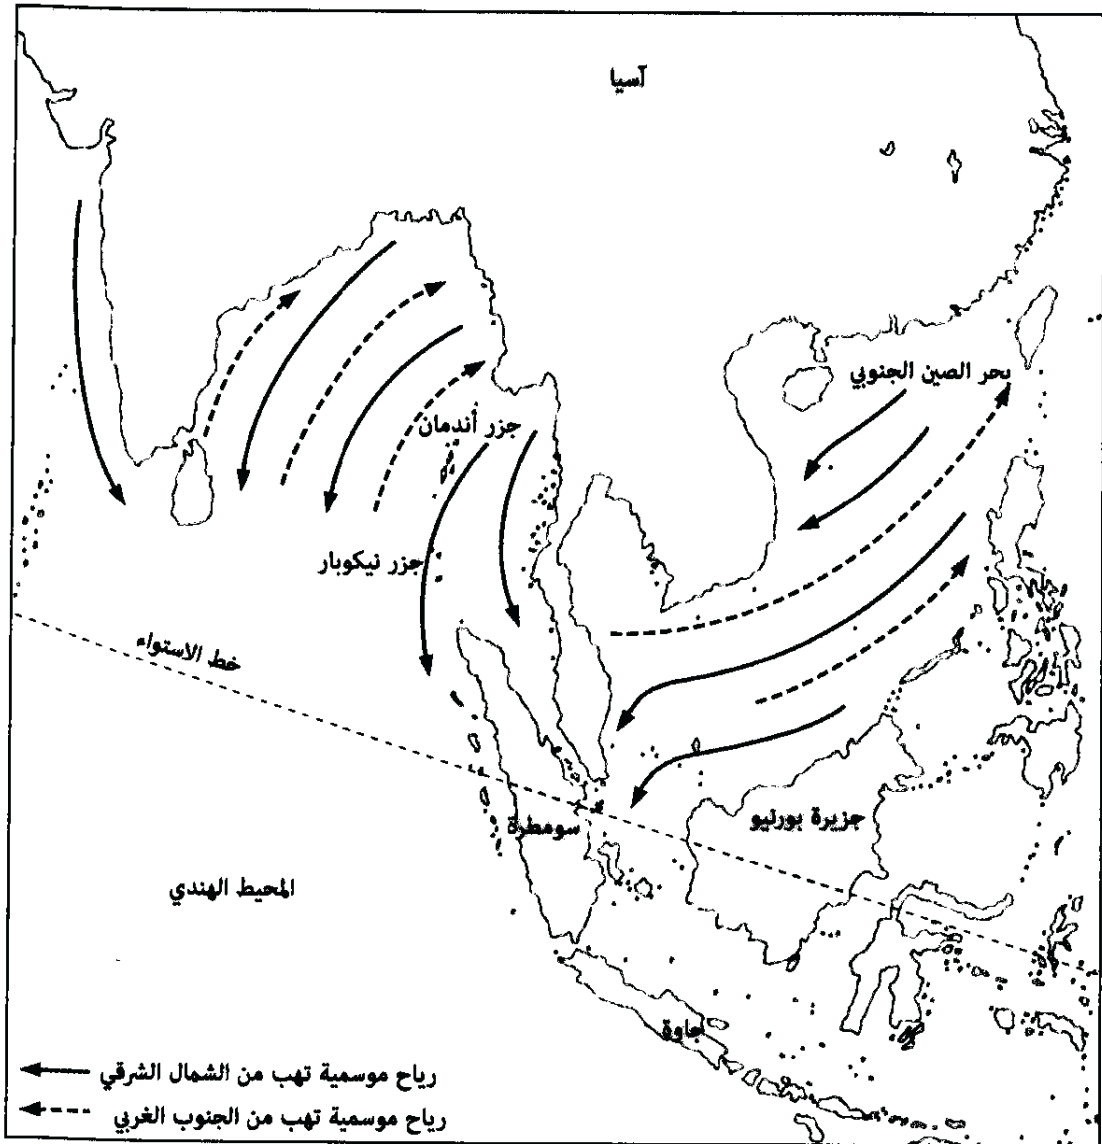 آسيا
بحر الصين الجنوبي
جزر أندمان
جزر نيكوبار
خط الاستواء
سومطرة
جزيرة بورنيو
المحيط الهندي
جاوة
رياح موسمية تهب من الشمال الشرقي
رياح موسمية تهب من الجنوب الغربي